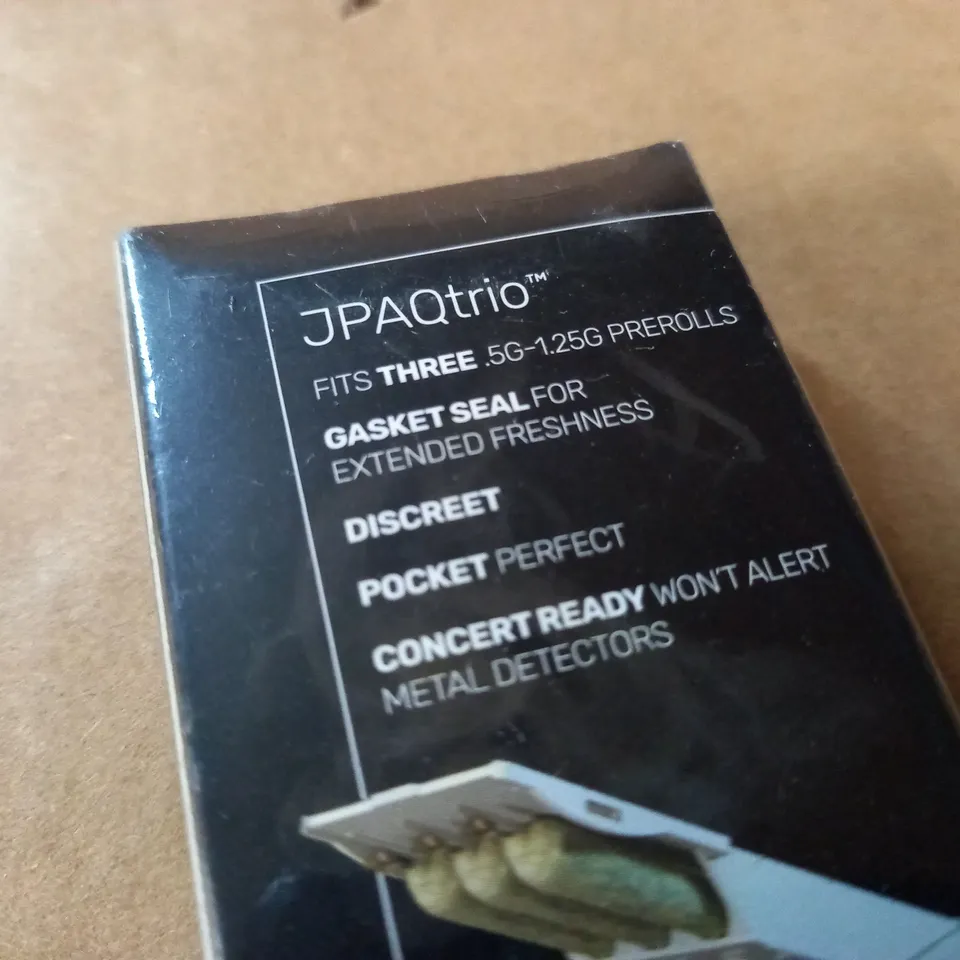 JPAQtrio™
FITS THREE .5G-1.25G PREROLLS
GASKET SEAL FOR
EXTENDED FRESHNESS
DISCREET
POCKET PERFECT
CONCERT READY WON'T ALERT
METAL DETECTORS